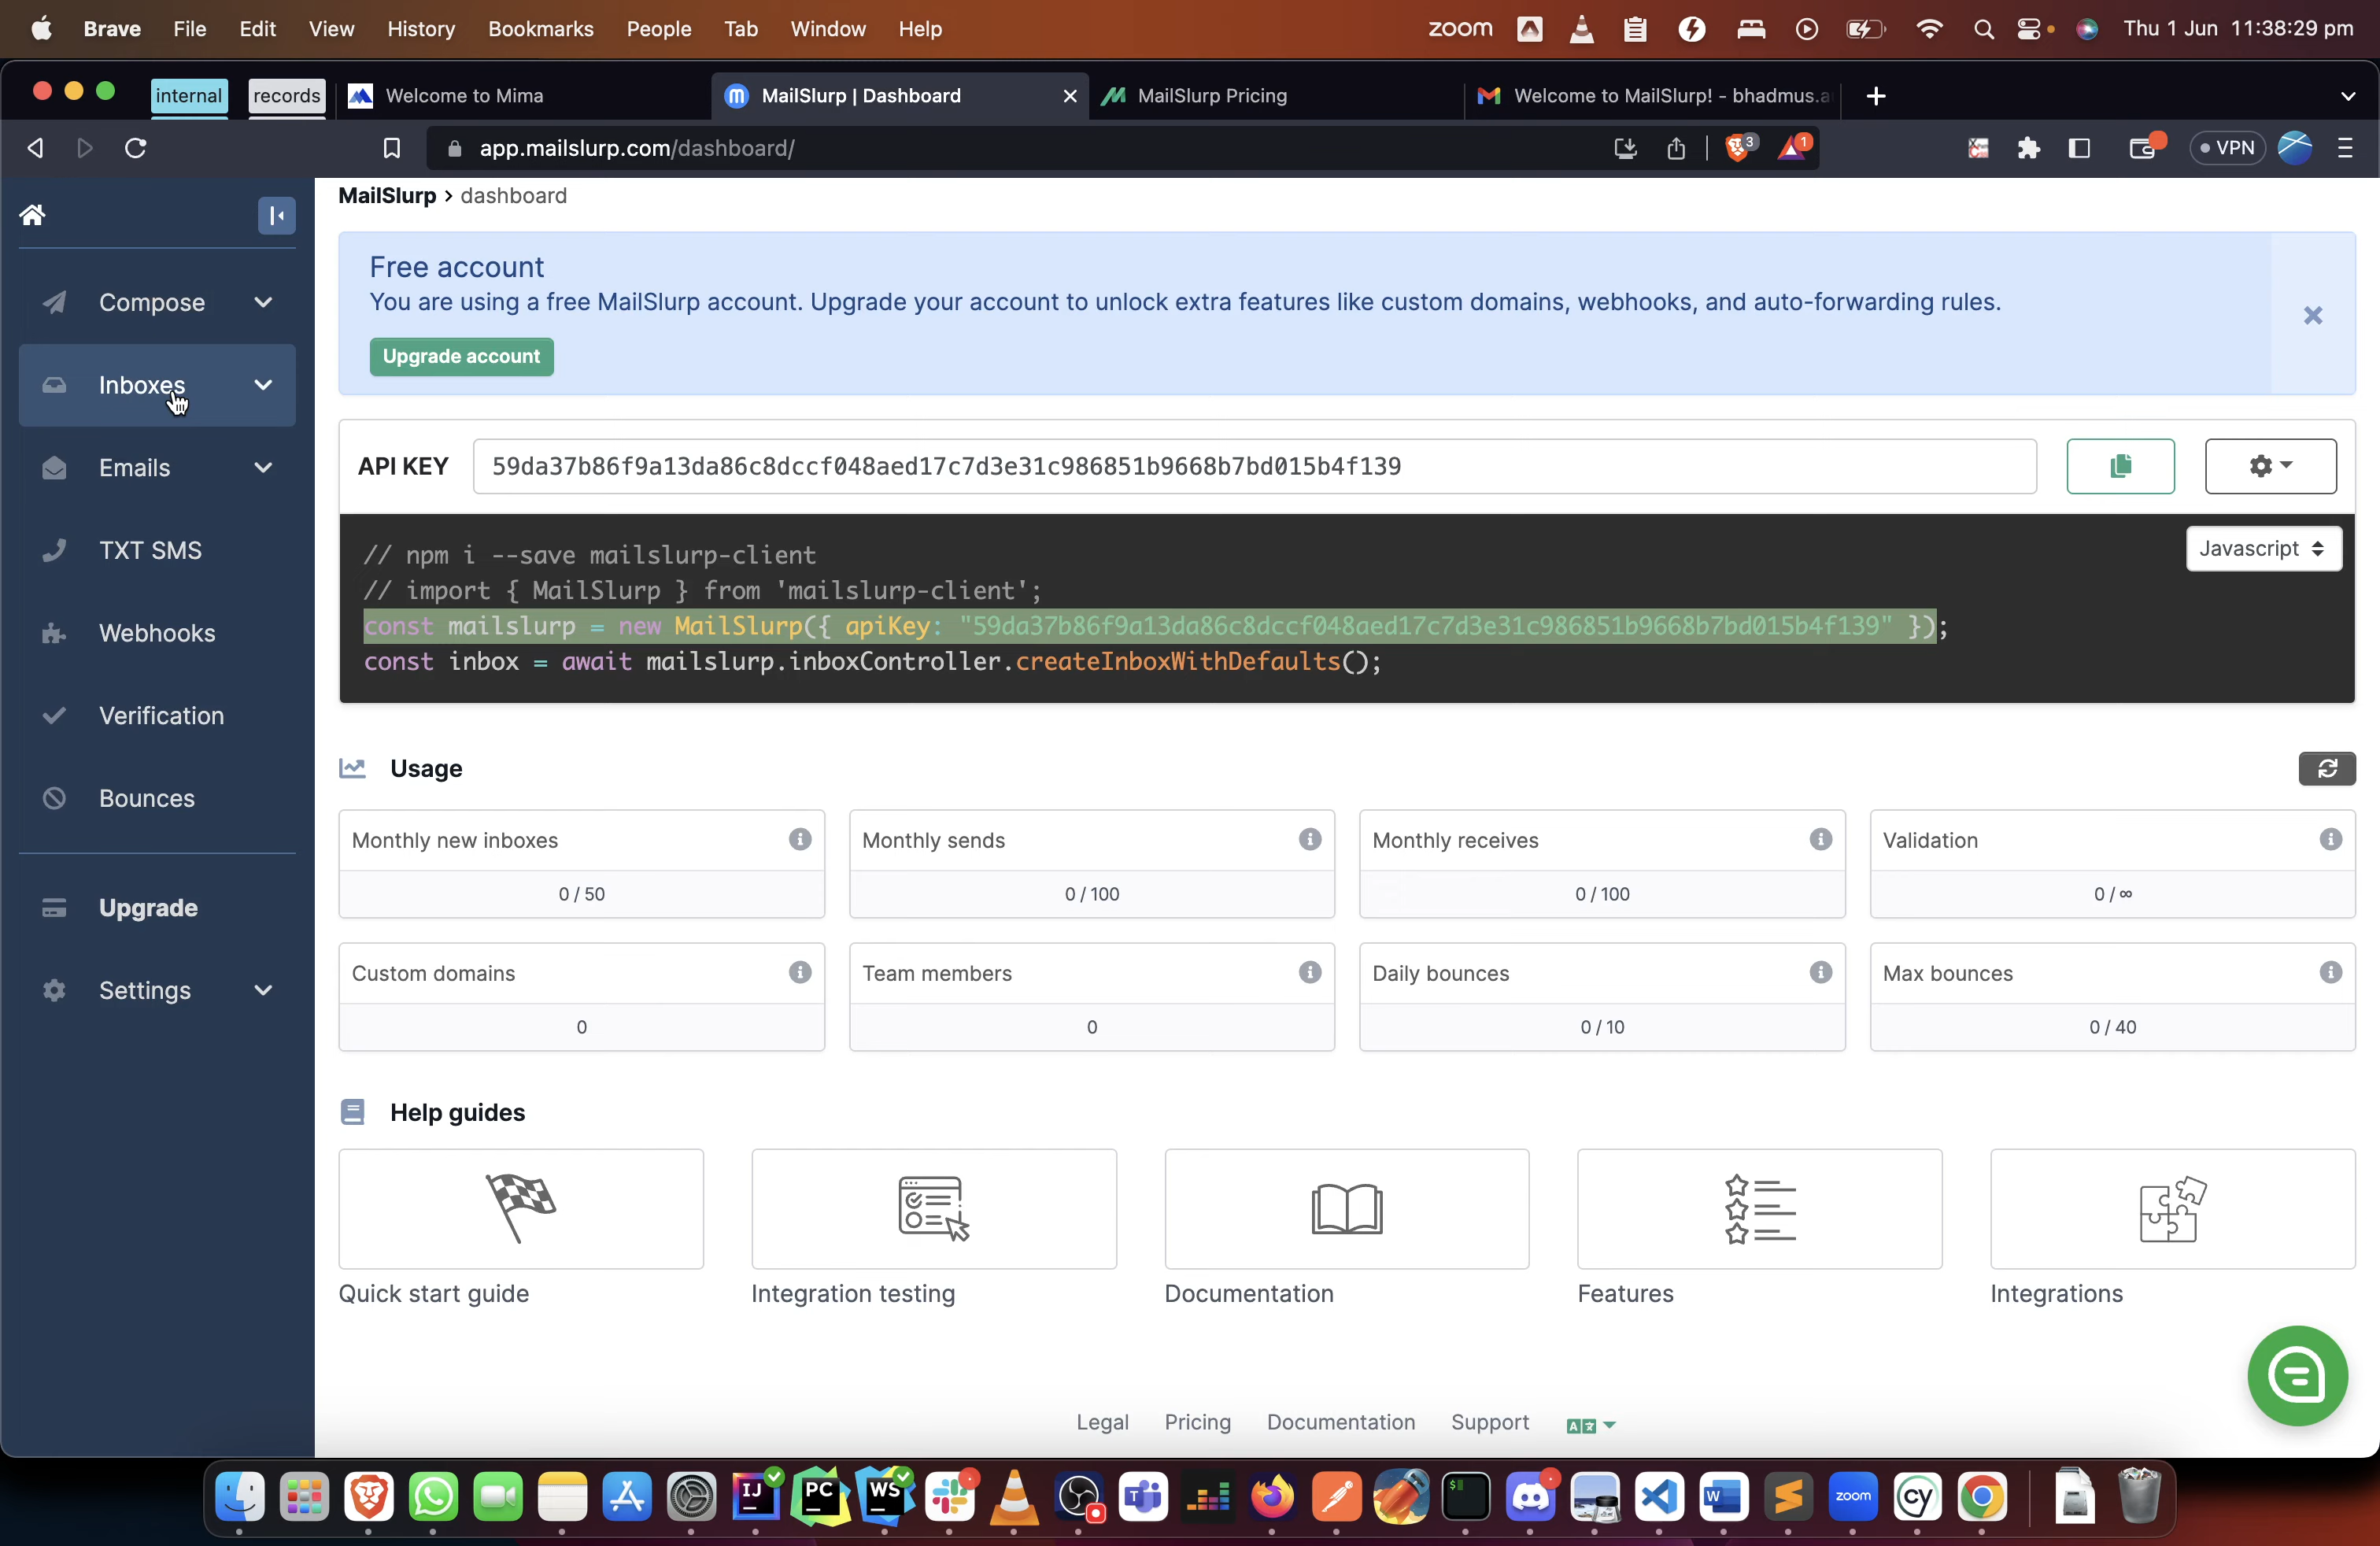 Brave File Edit View History Bookmarks People Tab Window Help
zoom Thu 1 Jun 11:38:29 pm
internal records Welcome to Mima MailSlurp | Dashboard MailSlurp Pricing Welcome to MailSlurp! - bhadmus.a
app.mailslurp.com/dashboard/ 3 1 VPN
MailSlurp > dashboard
Compose
Inboxes
Emails
TXT SMS
Webhooks
Verification
Bounces
Upgrade
Settings
Free account
You are using a free MailSlurp account. Upgrade your account to unlock extra features like custom domains, webhooks, and auto-forwarding rules.
Upgrade account
API KEY 59da37b86f9a13da86c8dccf048aed17c7d3e31c986851b9668b7bd015b4f139
Javascript
// npm i --save mailslurp-client
// import { MailSlurp } from 'mailslurp-client';
const mailslurp = new MailSlurp({ apiKey: "59da37b86f9a13da86c8dccf048aed17c7d3e31c986851b9668b7bd015b4f139" });
const inbox = await mailslurp.inboxController.createInboxWithDefaults();
Usage
Monthly new inboxes Monthly sends Monthly receives Validation
0 / 50 0 / 100 0 / 100 0 / ∞
Custom domains Team members Daily bounces Max bounces
0 0 0 / 10 0 / 40
Help guides
Quick start guide Integration testing Documentation Features Integrations
Legal Pricing Documentation Support
IJ PC WS T W zoom cy